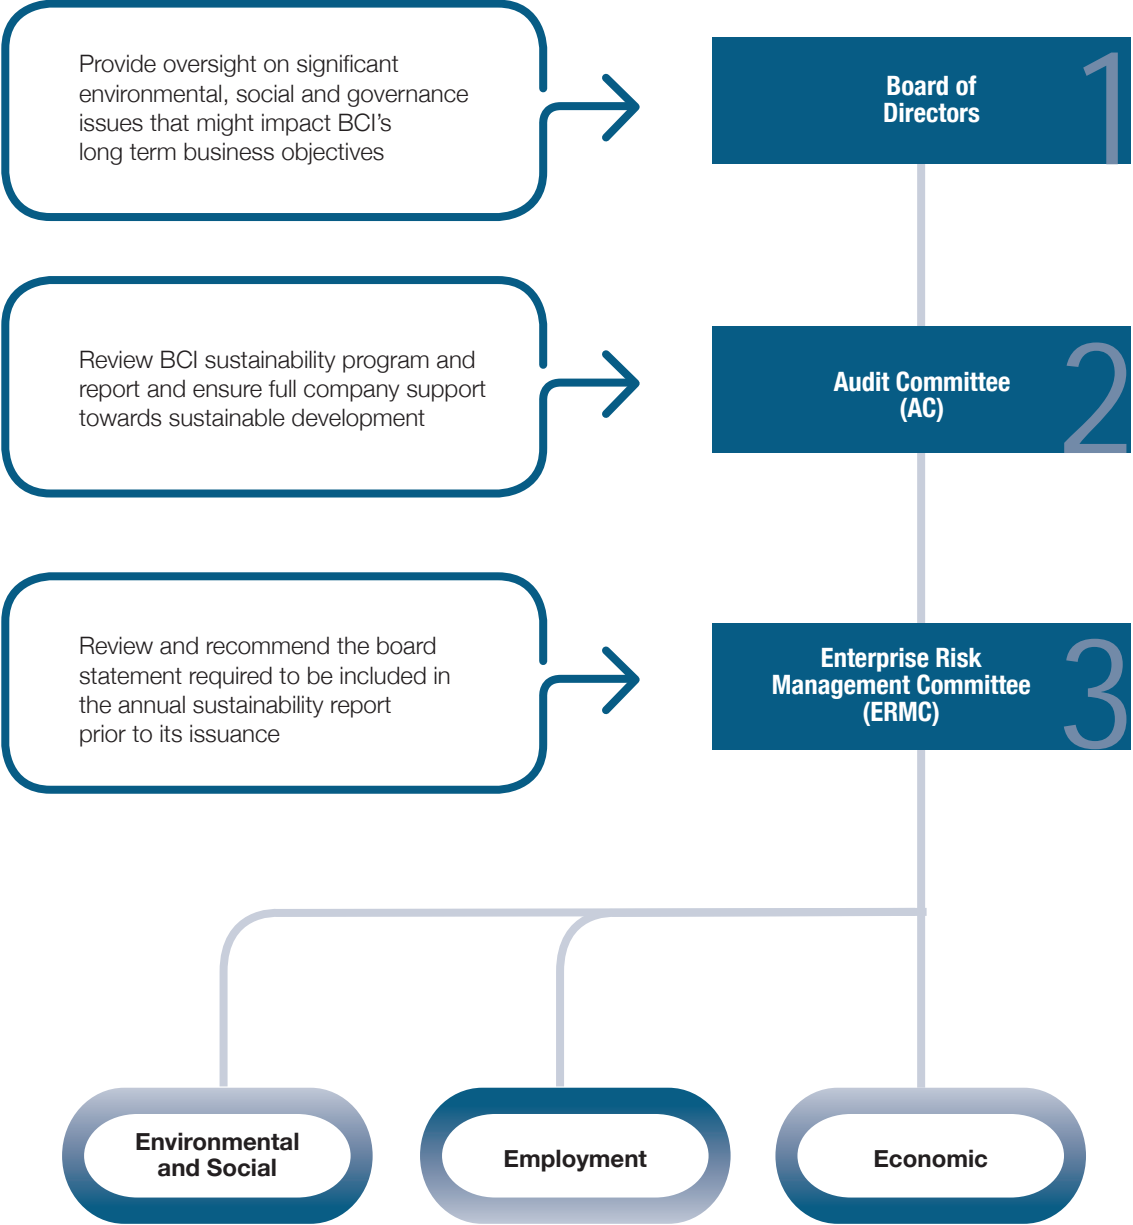 Provide oversight on significant
environmental, social and governance
issues that might impact BCI's
long term business objectives
Board of
Directors
1
Review BCI sustainability program and
report and ensure full company support
towards sustainable development
Audit Committee
(AC)
2
Review and recommend the board
statement required to be included in
the annual sustainability report
prior to its issuance
Enterprise Risk
Management Committee
(ERMC)
3
Environmental
and Social
Employment
Economic